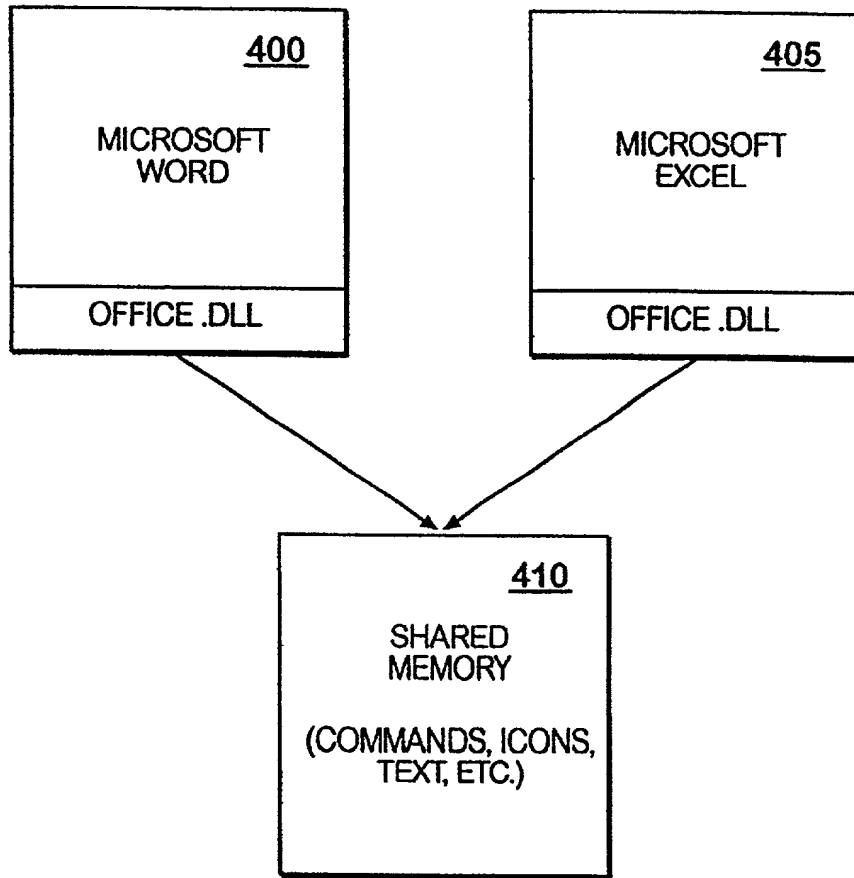 400
MICROSOFT
WORD
OFFICE .DLL
405
MICROSOFT
EXCEL
OFFICE .DLL
410
SHARED
MEMORY
(COMMANDS, ICONS,
TEXT, ETC.)